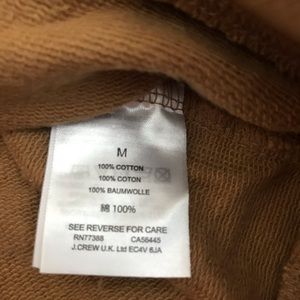 M
100% COTTON
100% COTON
100% BAUMWOLLE
綿 100%
SEE REVERSE FOR CARE
RN77388 CA56445
J.CREW U.K. Ltd EC4V 6JA